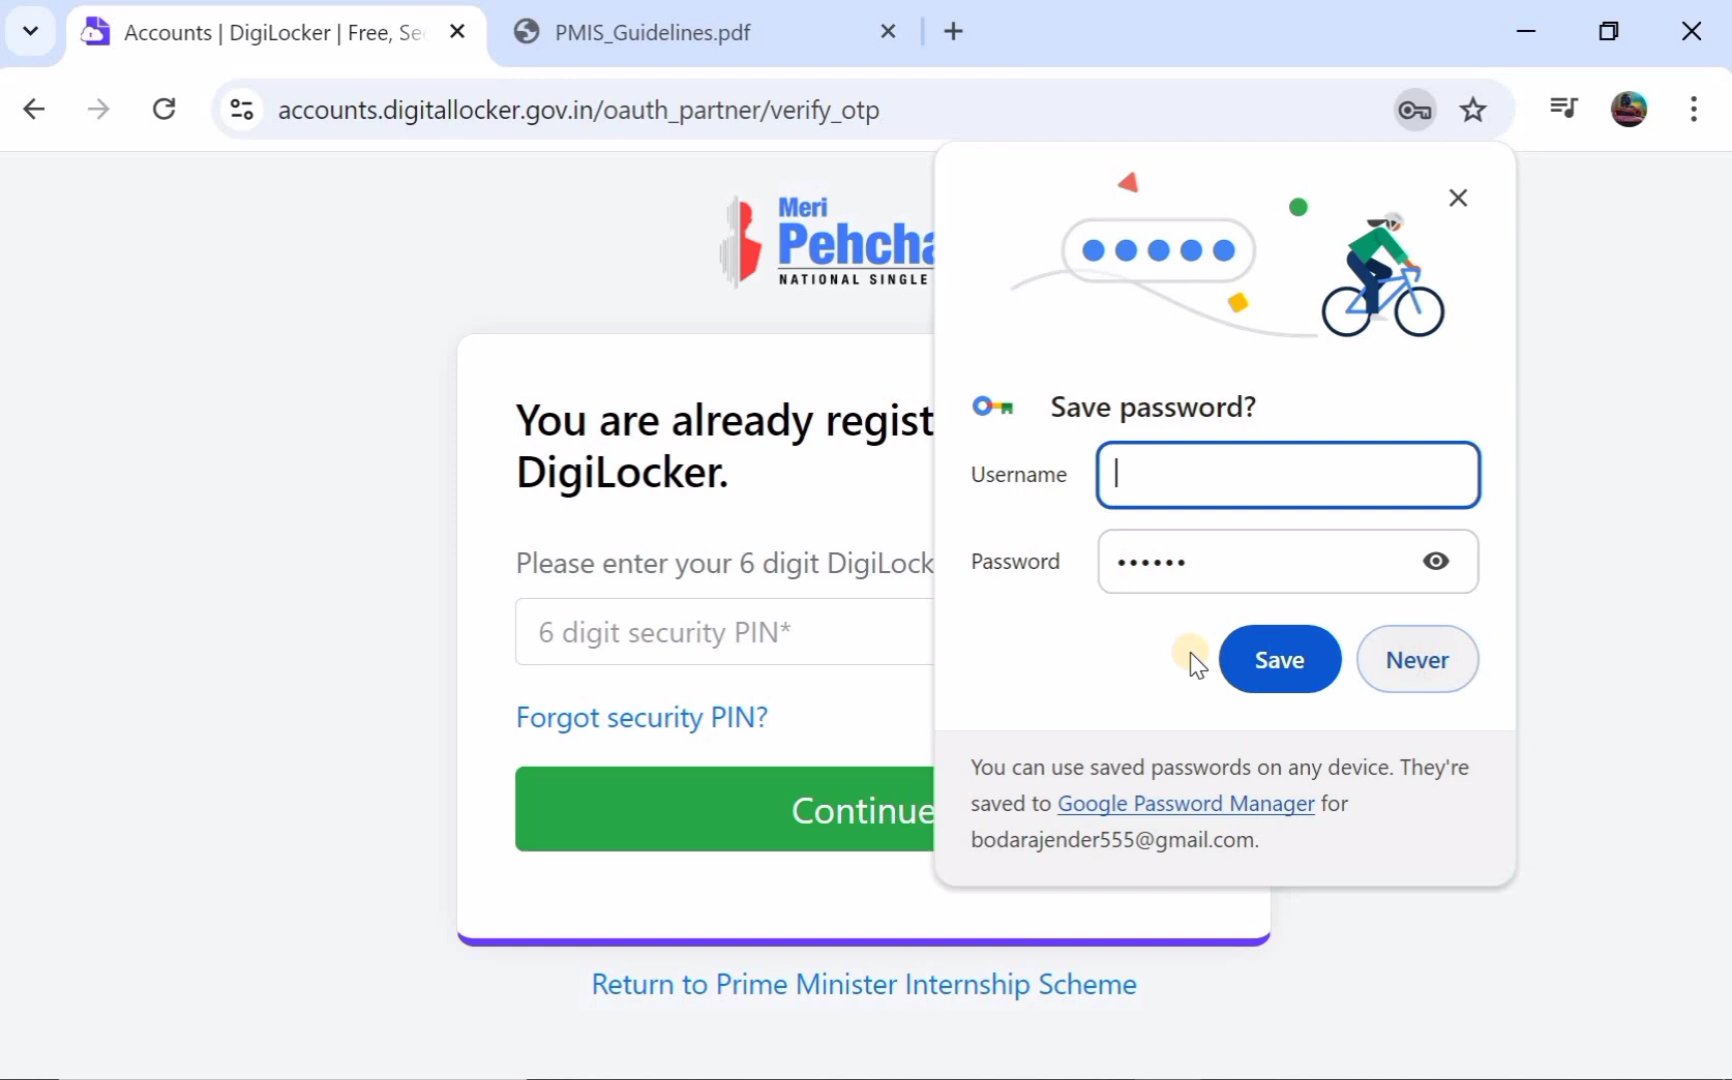 Accounts | DigiLocker | Free, Se
PMIS_Guidelines.pdf
accounts.digitallocker.gov.in/oauth_partner/verify_otp
Meri
Pehcha
NATIONAL SINGLE
You are already regist
DigiLocker.
Please enter your 6 digit DigiLock
6 digit security PIN*
Forgot security PIN?
Continue
Return to Prime Minister Internship Scheme
Save password?
Username
Password ••••••
Save
Never
You can use saved passwords on any device. They're
saved to Google Password Manager for
bodarajender555@gmail.com.